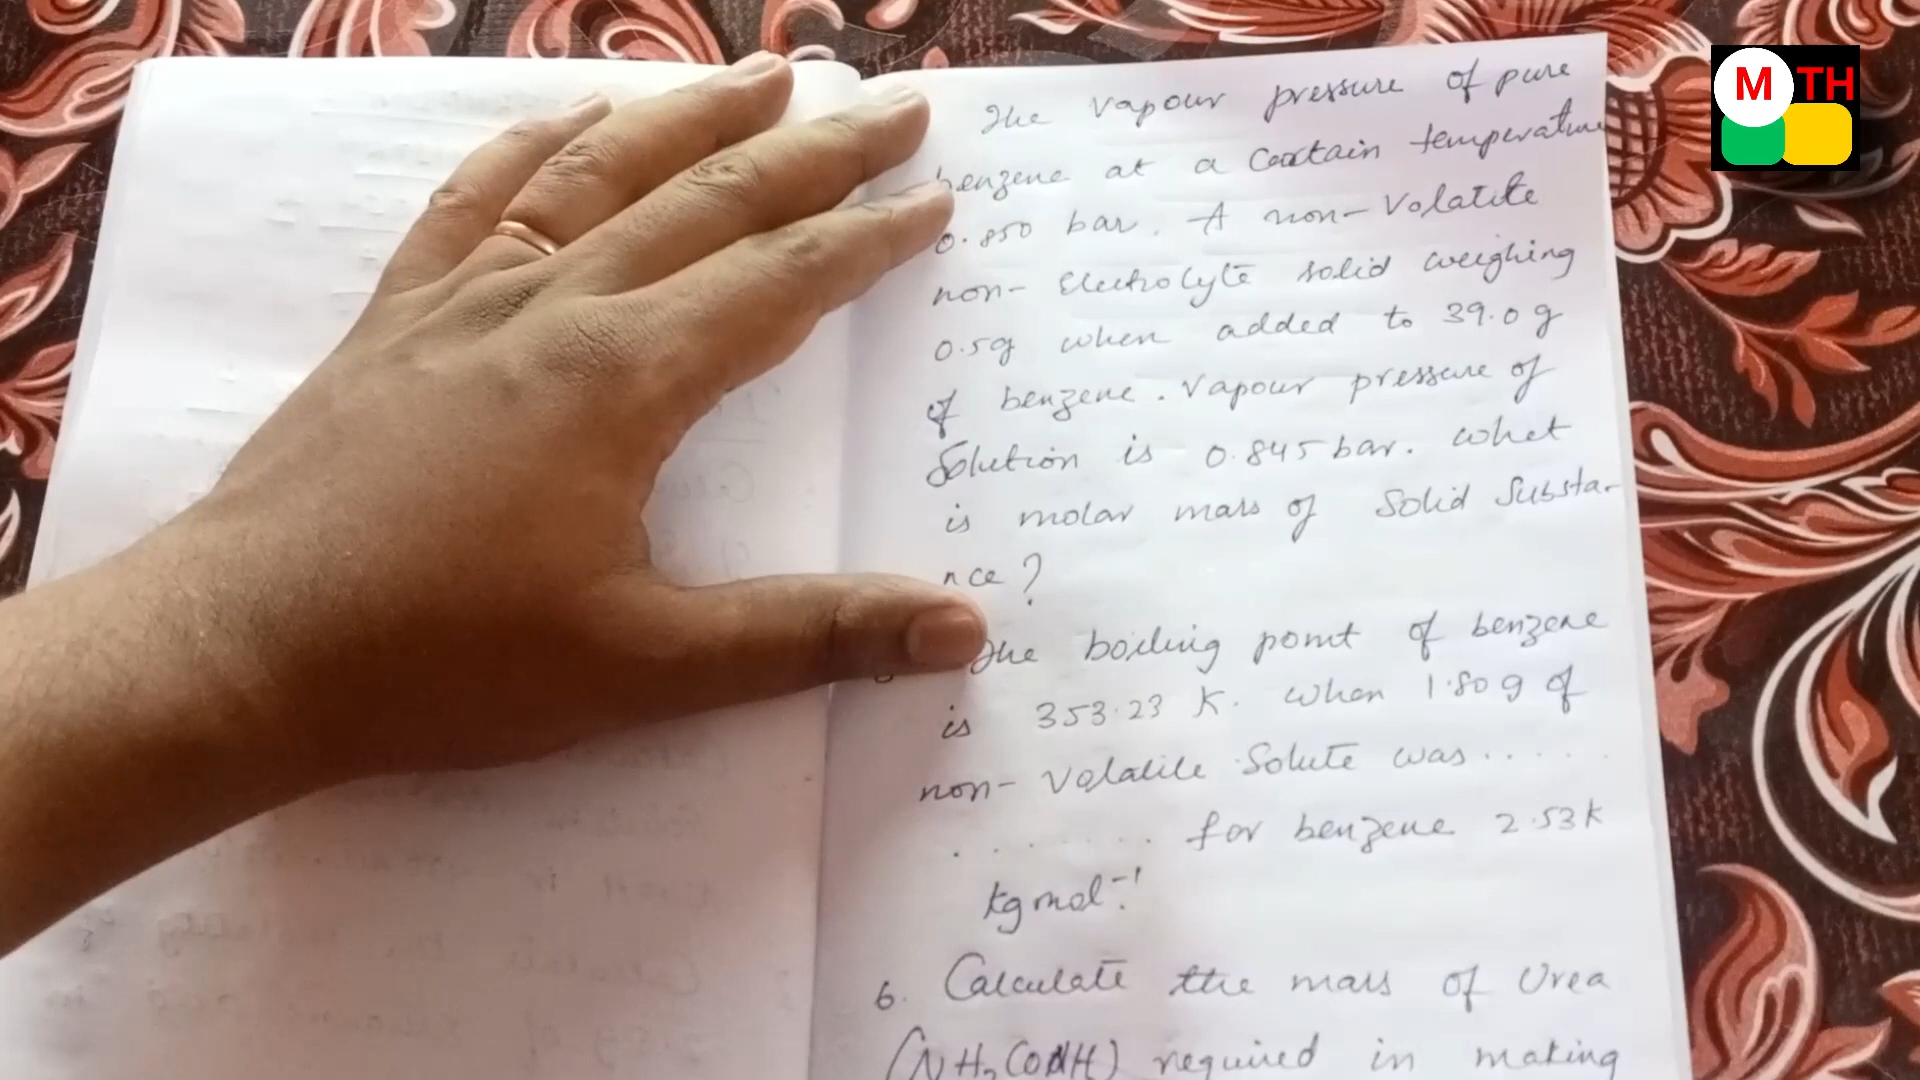 M TH
The vapour pressure of pure
benzene at a Certain temperature
0.850 bar. A non-Volatile
non-Electrolyte solid weighing
0.5g when added to 39.0g
of benzene. Vapour pressure of
Solution is 0.845 bar. What
is molar mass of Solid Substa-
nce?
The boiling point of benzene
is 353.23 K. When 1.80g of
non-Volatile Solute was.....
....... for benzene 2.53K
kg mol⁻¹
6. Calculate the mass of Urea
(NH₂CONH) required in making